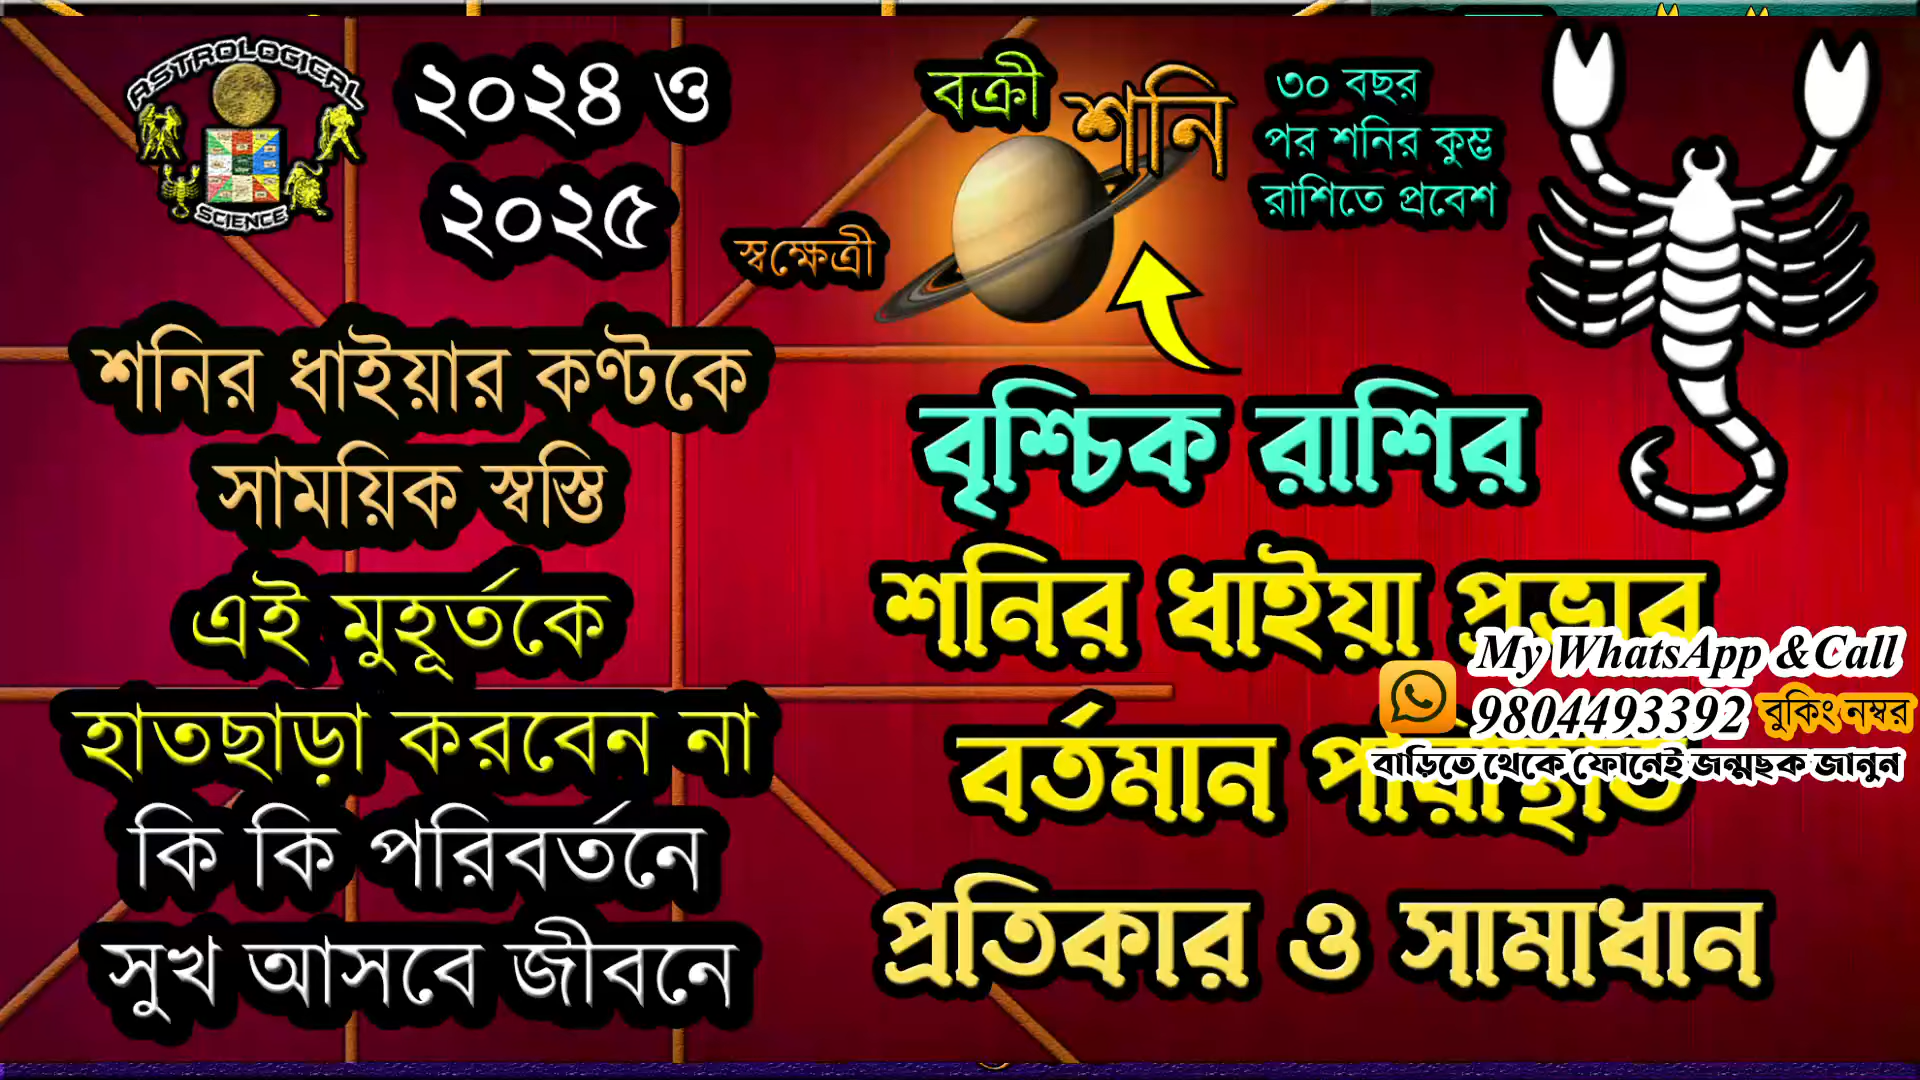 ASTROLOGICAL
SCIENCE
২০২৪ ও
২০২৫
শনির ধাইয়ার কণ্টকে
সাময়িক স্বস্তি
এই মুহূর্তকে
হাতছাড়া করবেন না
কি কি পরিবর্তনে
সুখ আসবে জীবনে
বক্রী শনি
স্বক্ষেত্রী
৩০ বছর
পর শনির কুম্ভ
রাশিতে প্রবেশ
বৃশ্চিক রাশির
শনির ধাইয়া প্রভাব
বর্তমান পরিস্থিতি
প্রতিকার ও সামাধান
My WhatsApp &Call
9804493392 বুকিং নম্বর
বাড়িতে থেকে ফোনেই জন্মছক জানুন